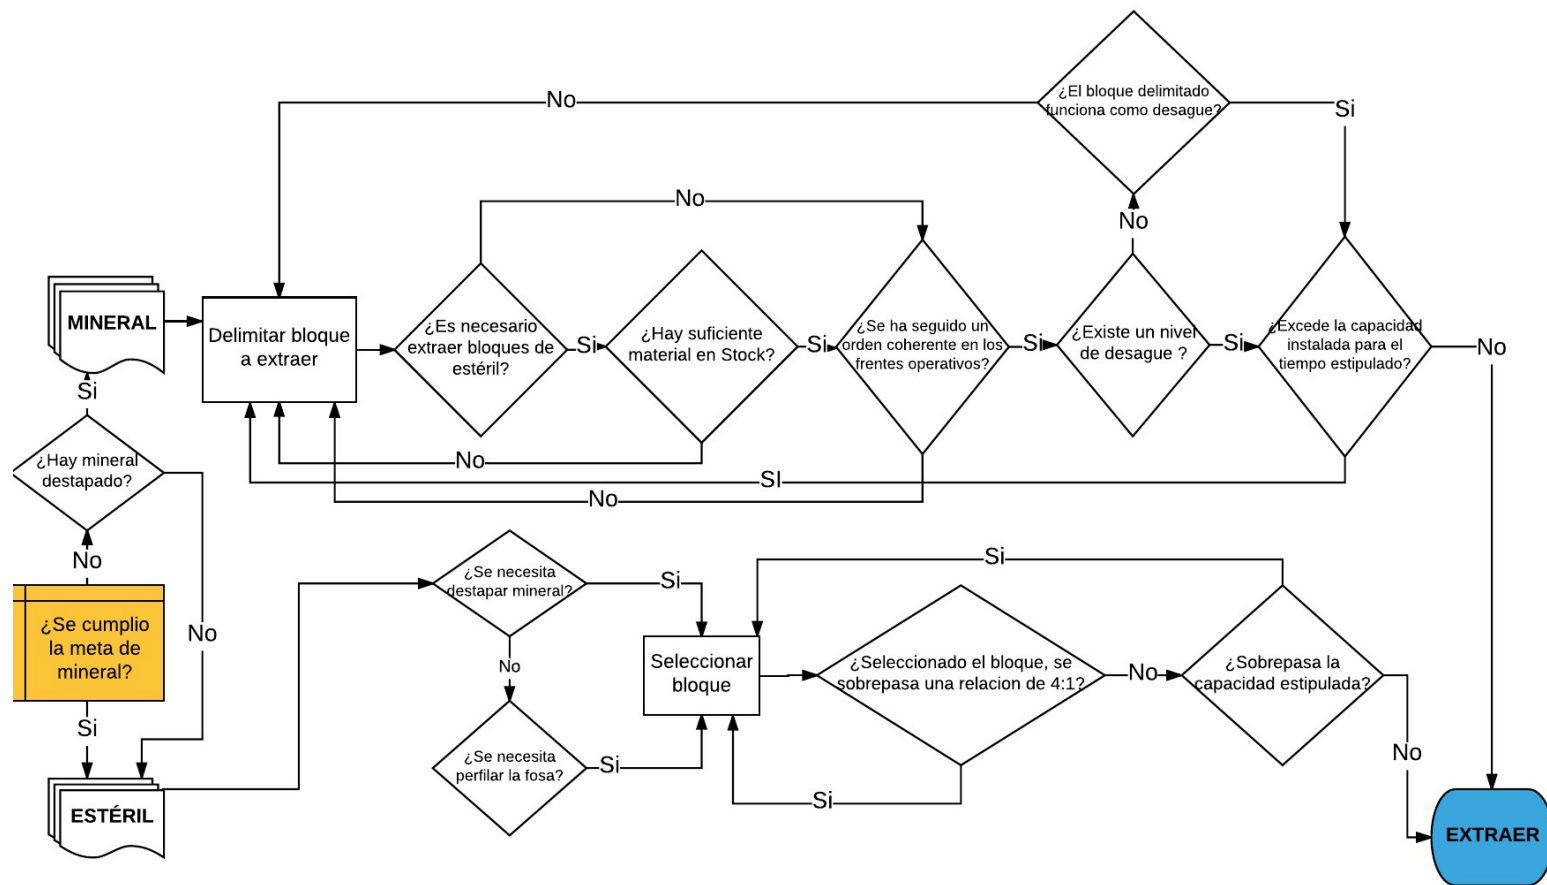 ¿El bloque delimitado
funciona como desague?
No
Si
No
No
MINERAL
Delimitar bloque
a extraer
¿Es necesario
extraer bloques de
estéril?
Si
¿Hay suficiente
material en Stock?
Si
¿Se ha seguido un
orden coherente en los
frentes operativos?
Si
¿Existe un nivel
de desague ?
Si
¿Excede la capacidad
instalada para el
tiempo estipulado?
No
Si
¿Hay mineral
destapado?
No
SI
No
No
¿Se cumplio
la meta de
mineral?
No
Si
ESTÉRIL
¿Se necesita
destapar mineral?
Si
No
¿Se necesita
perfilar la fosa?
Si
Seleccionar
bloque
Si
¿Seleccionado el bloque, se
sobrepasa una relacion de 4:1?
No
¿Sobrepasa la
capacidad estipulada?
Si
No
EXTRAER